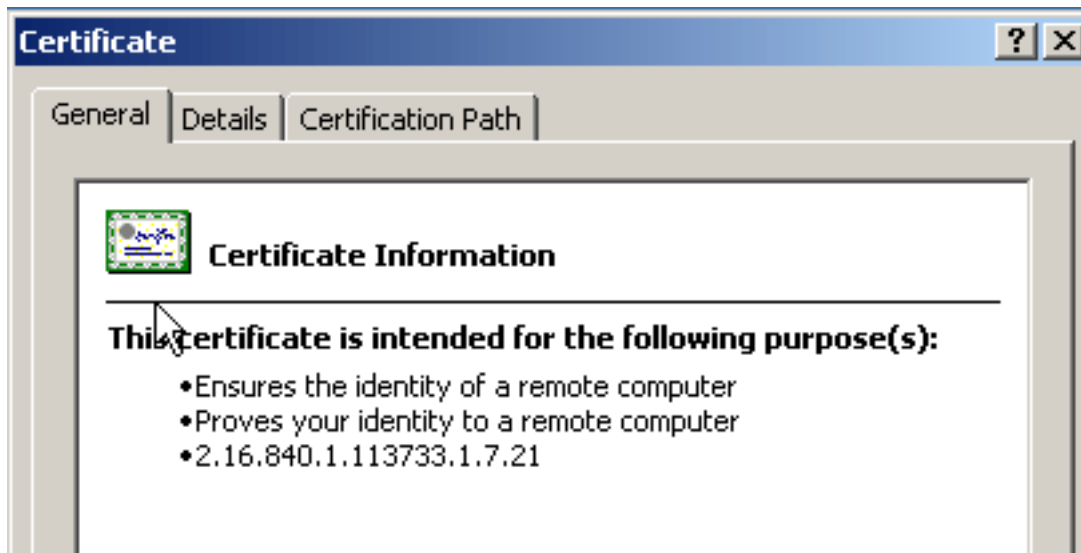 Certificate
General Details Certification Path
Certificate Information
This certificate is intended for the following purpose(s):
•Ensures the identity of a remote computer
•Proves your identity to a remote computer
•2.16.840.1.113733.1.7.21